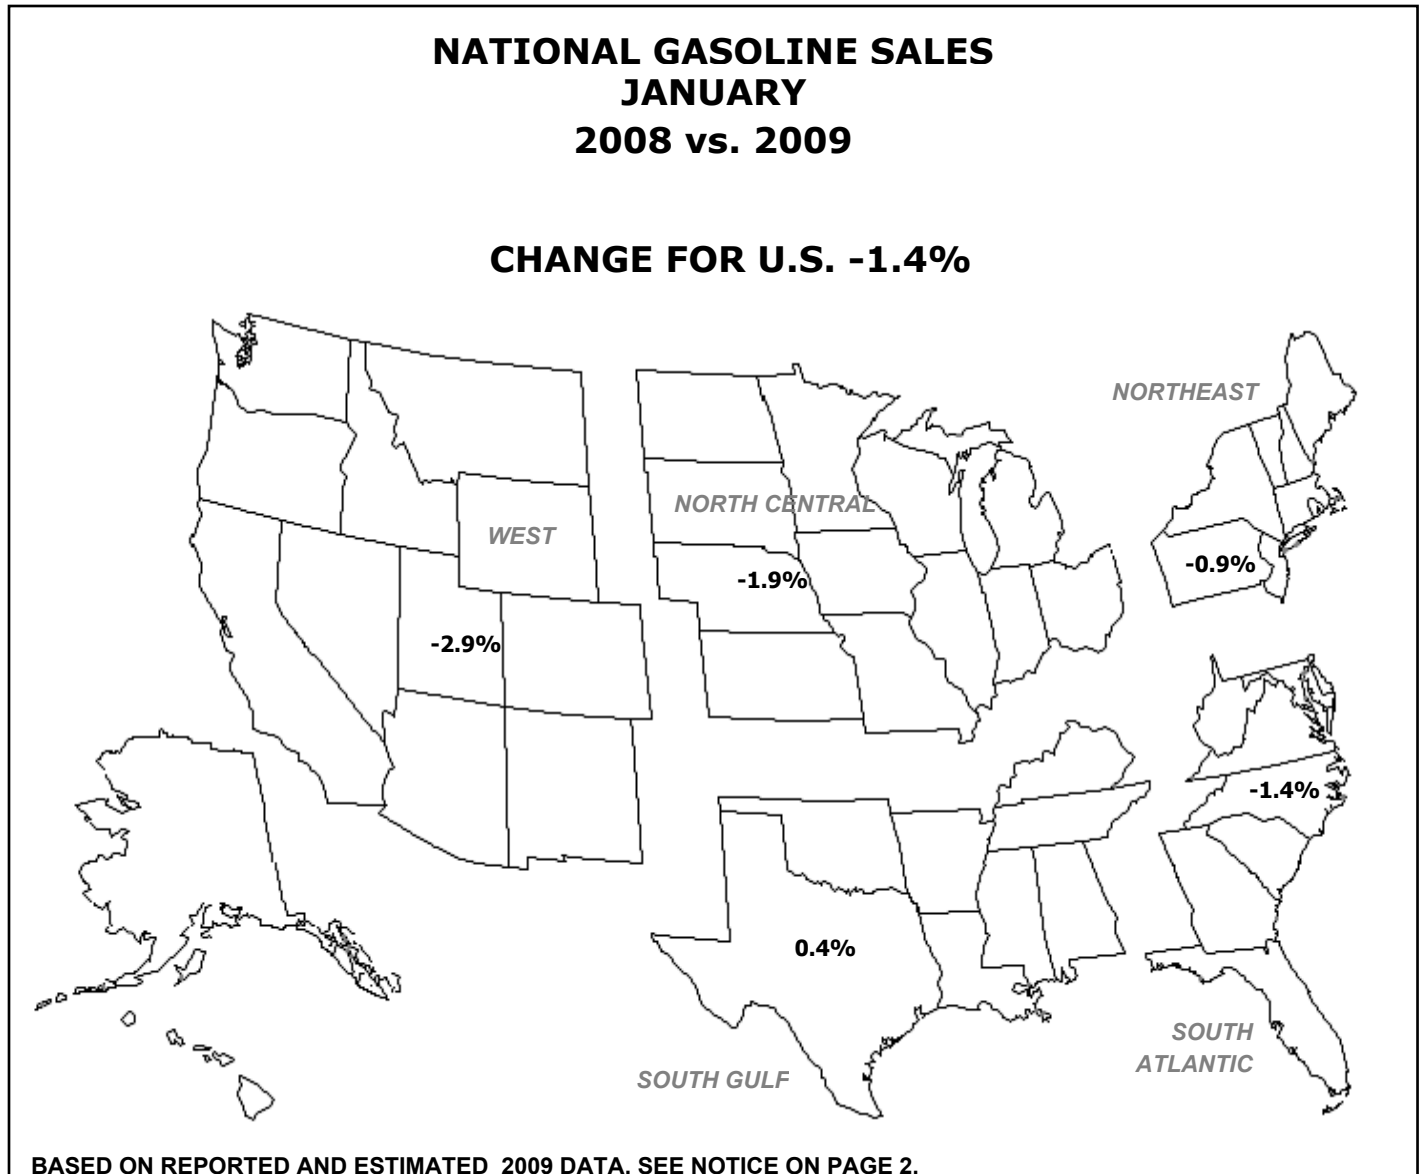 NATIONAL GASOLINE SALES
JANUARY
2008 vs. 2009
CHANGE FOR U.S. -1.4%
NORTHEAST
NORTH CENTRAL
WEST
-0.9%
-1.9%
-2.9%
-1.4%
0.4%
SOUTH
ATLANTIC
SOUTH GULF
BASED ON REPORTED AND ESTIMATED  2009 DATA. SEE NOTICE ON PAGE 2.